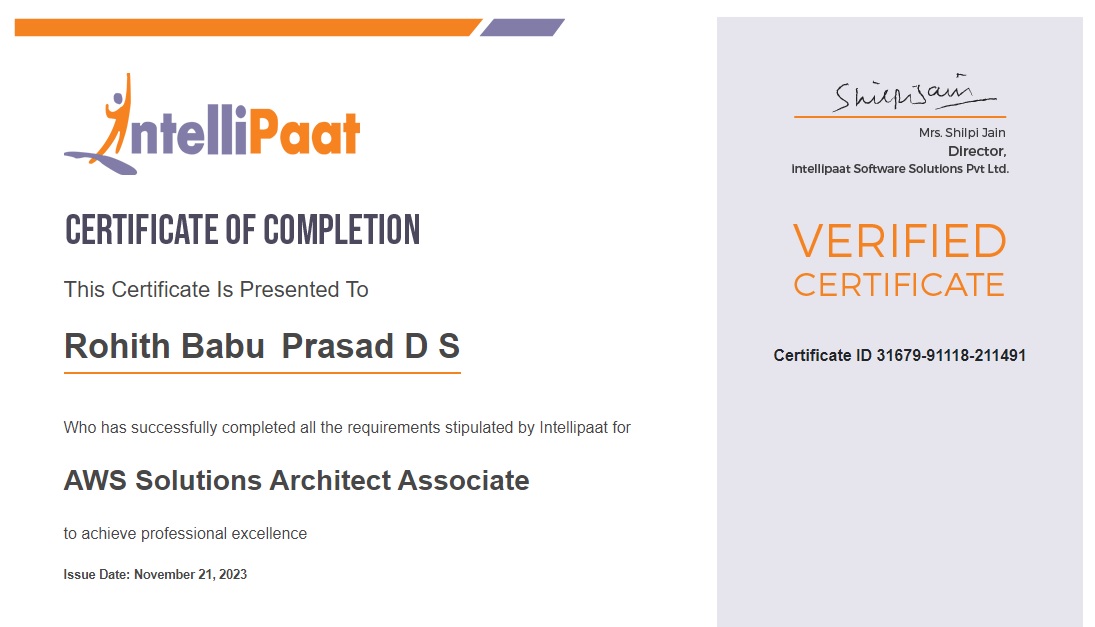 IntelliPaat
CERTIFICATE OF COMPLETION
This Certificate Is Presented To
Rohith Babu Prasad D S
Who has successfully completed all the requirements stipulated by Intellipaat for
AWS Solutions Architect Associate
to achieve professional excellence
Issue Date: November 21, 2023
Shilpi Jain
Mrs. Shilpi Jain
Director,
Intellipaat Software Solutions Pvt Ltd.
VERIFIED
CERTIFICATE
Certificate ID 31679-91118-211491